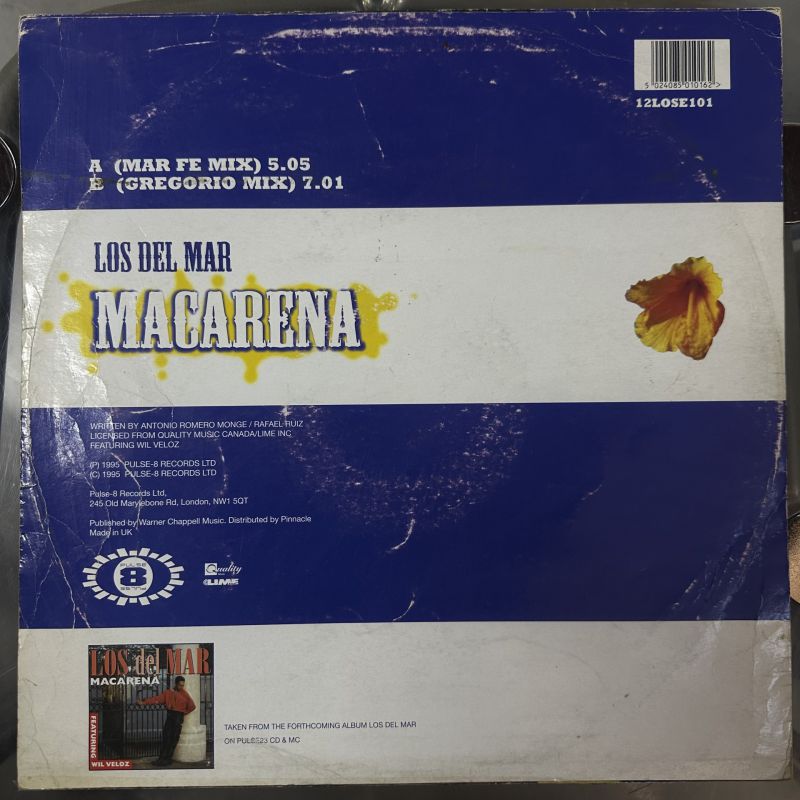 5 024085 010162 >
12LOSE101
A (MAR FE MIX) 5.05
B (GREGORIO MIX) 7.01
LOS DEL MAR
MACARENA
WRITTEN BY ANTONIO ROMERO MONGE / RAFAEL RUIZ
LICENSED FROM QUALITY MUSIC CANADA/LIME INC
FEATURING WIL VELOZ
(P) 1995 PULSE-8 RECORDS LTD
(C) 1995 PULSE-8 RECORDS LTD
Pulse-8 Records Ltd,
245 Old Marylebone Rd, London, NW1 5QT
Published by Warner Chappell Music. Distributed by Pinnacle
Made in UK
PULSE
8
PULSE
Quality
LIME
LOS del MAR
MACARENA
FEATURING
WIL VELOZ
TAKEN FROM THE FORTHCOMING ALBUM LOS DEL MAR
ON PULSE23 CD & MC